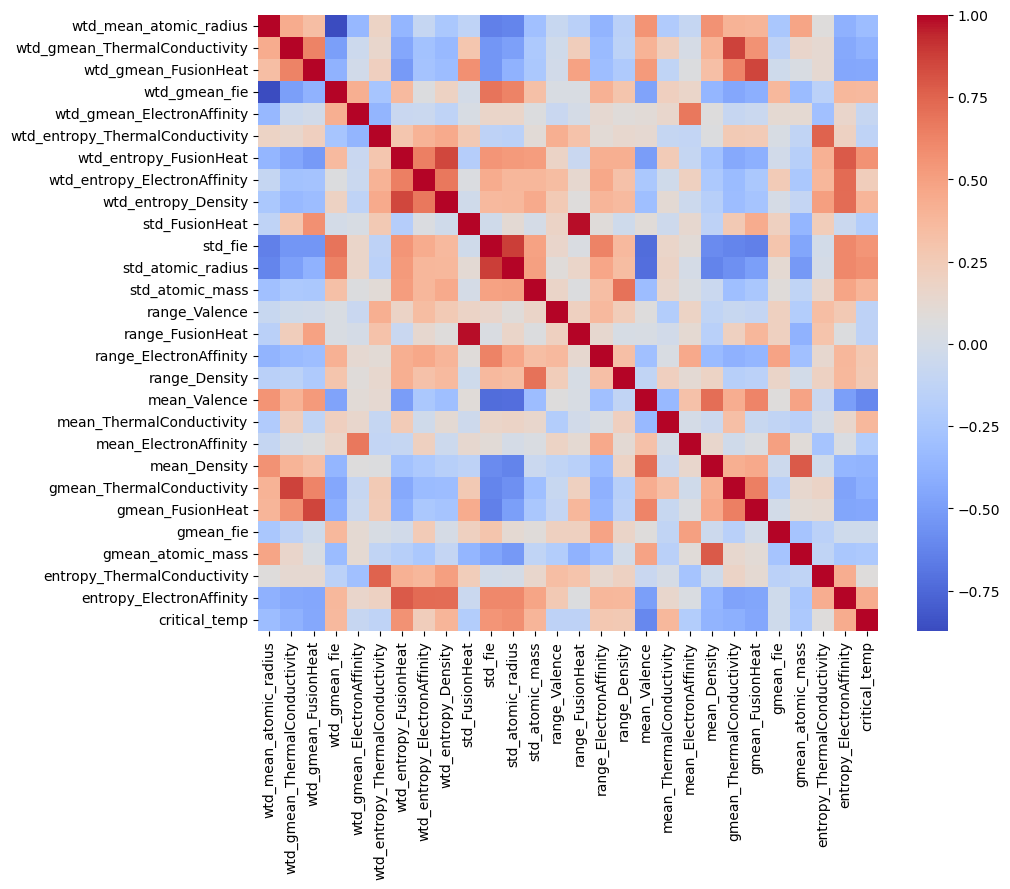 wtd_mean_atomic_radius
wtd_gmean_ThermalConductivity
wtd_gmean_FusionHeat
wtd_gmean_fie
wtd_gmean_ElectronAffinity
wtd_entropy_ThermalConductivity
wtd_entropy_FusionHeat
wtd_entropy_ElectronAffinity
wtd_entropy_Density
std_FusionHeat
std_fie
std_atomic_radius
std_atomic_mass
range_Valence
range_FusionHeat
range_ElectronAffinity
range_Density
mean_Valence
mean_ThermalConductivity
mean_ElectronAffinity
mean_Density
gmean_ThermalConductivity
gmean_FusionHeat
gmean_fie
gmean_atomic_mass
entropy_ThermalConductivity
entropy_ElectronAffinity
critical_temp
wtd_mean_atomic_radius
wtd_gmean_ThermalConductivity
wtd_gmean_FusionHeat
wtd_gmean_fie
wtd_gmean_ElectronAffinity
wtd_entropy_ThermalConductivity
wtd_entropy_FusionHeat
wtd_entropy_ElectronAffinity
wtd_entropy_Density
std_FusionHeat
std_fie
std_atomic_radius
std_atomic_mass
range_Valence
range_FusionHeat
range_ElectronAffinity
range_Density
mean_Valence
mean_ThermalConductivity
mean_ElectronAffinity
mean_Density
gmean_ThermalConductivity
gmean_FusionHeat
gmean_fie
gmean_atomic_mass
entropy_ThermalConductivity
entropy_ElectronAffinity
critical_temp
1.00
0.75
0.50
0.25
0.00
−0.25
−0.50
−0.75